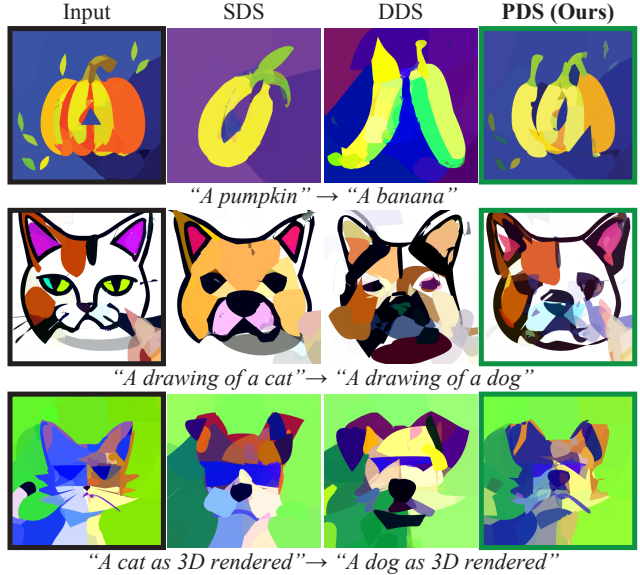 Input SDS DDS PDS (Ours)
“A pumpkin” → “A banana”
“A drawing of a cat”→ “A drawing of a dog”
“A cat as 3D rendered”→ “A dog as 3D rendered”